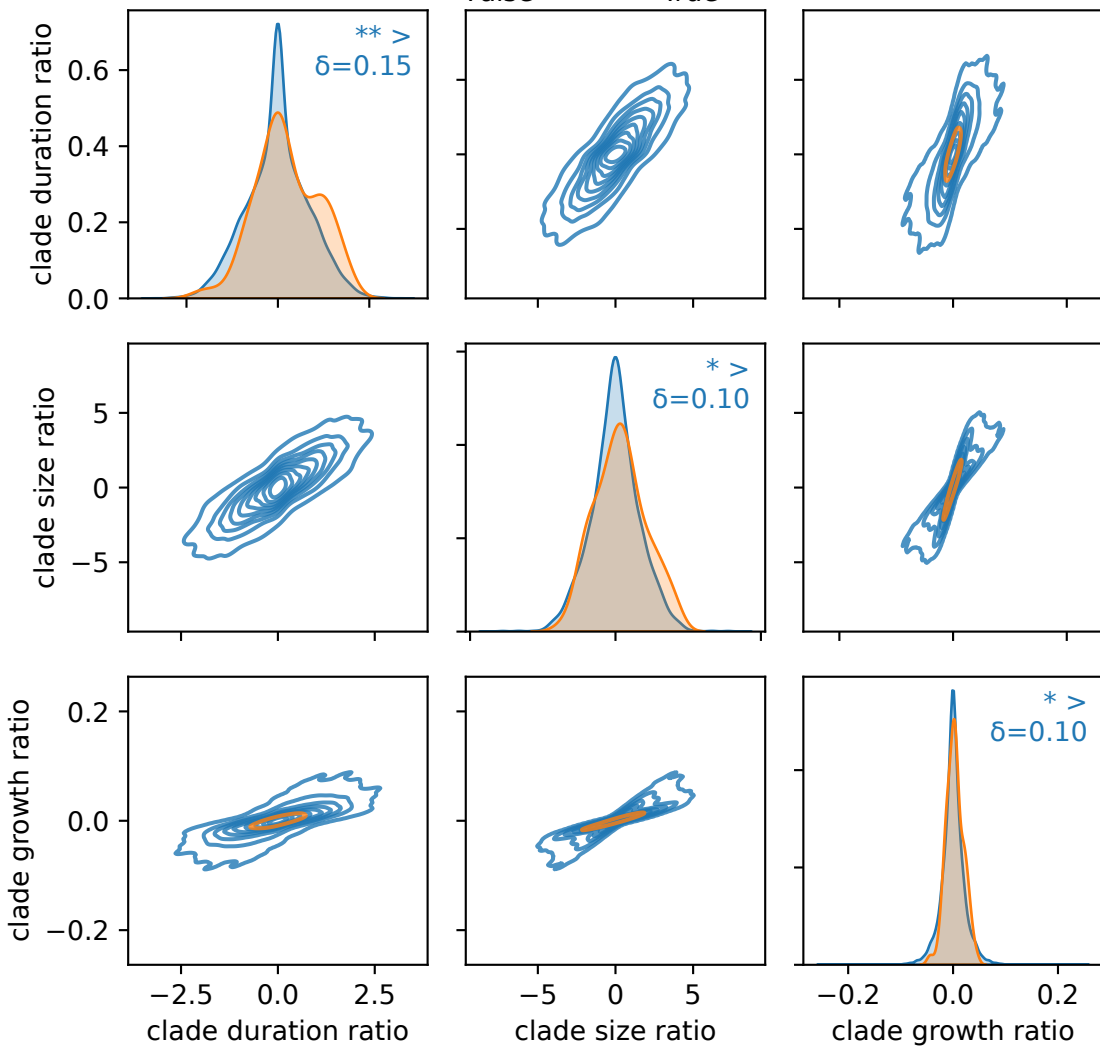 False True
** >
δ=0.15
clade duration ratio
0.6
0.4
0.2
0.0
* >
δ=0.10
clade size ratio
5
0
−5
* >
δ=0.10
clade growth ratio
0.2
0.0
−0.2
−2.5 0.0 2.5
−5 0 5
−0.2 0.0 0.2
clade duration ratio
clade size ratio
clade growth ratio